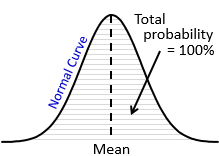 Normal Curve
Total
probability
= 100%
Mean